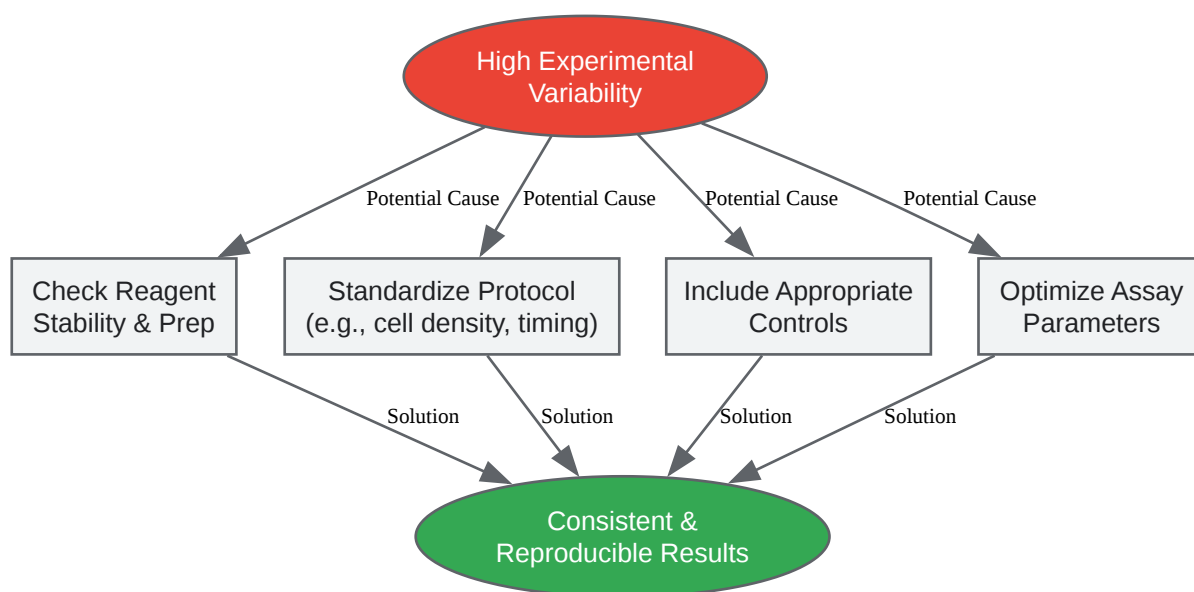 High Experimental
Variability
Potential Cause
Potential Cause
Potential Cause
Potential Cause
Check Reagent
Stability & Prep
Standardize Protocol
(e.g., cell density, timing)
Include Appropriate
Controls
Optimize Assay
Parameters
Solution
Solution
Solution
Solution
Consistent &
Reproducible Results